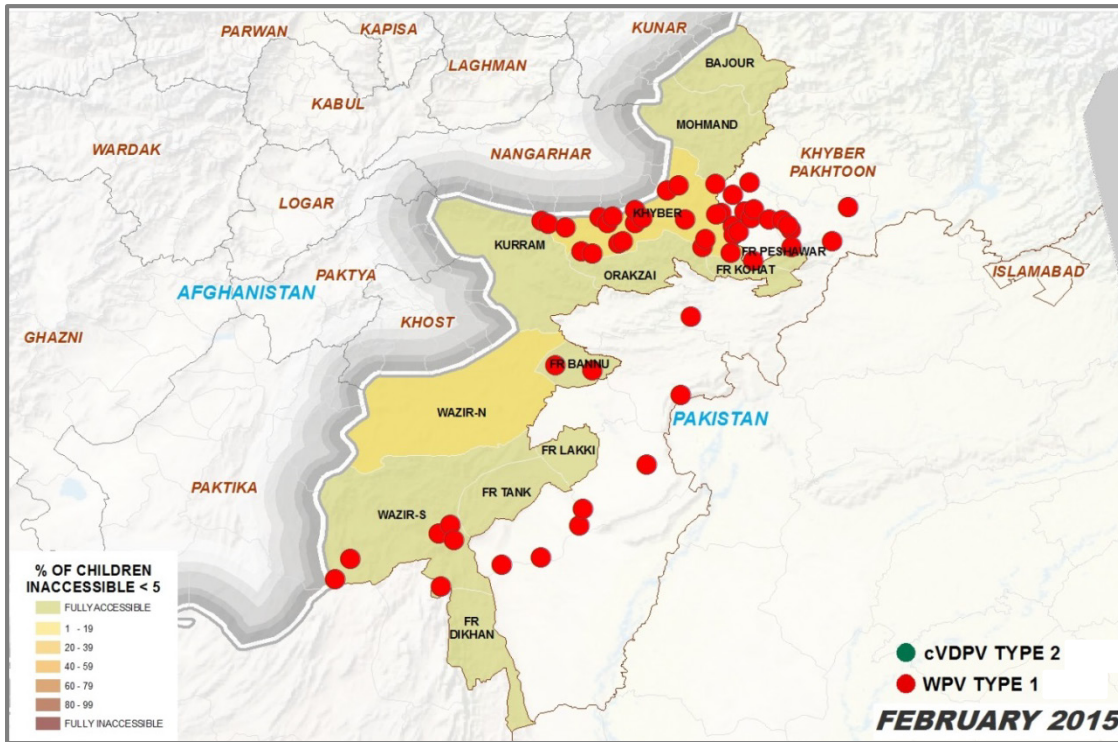 PARWAN
KAPISA
KUNAR
LAGHMAN
BAJOUR
KABUL
MOHMAND
WARDAK
NANGARHAR
KHYBER
PAKHTOON
LOGAR
KHYBER
KURRAM
FR PESHAWAR
ORAKZAI
FR KOHAT
PAKTYA
ISLAMABAD
AFGHANISTAN
KHOST
GHAZNI
FR BANNU
WAZIR-N
PAKISTAN
FR LAKKI
FR TANK
PAKTIKA
WAZIR-S
% OF CHILDREN
INACCESSIBLE < 5
FULLY ACCESSIBLE
1 - 19
20 - 39
40 - 59
60 - 79
80 - 99
FULLY INACCESSIBLE
FR
DIKHAN
cVDPV TYPE 2
WPV TYPE 1
FEBRUARY 2015